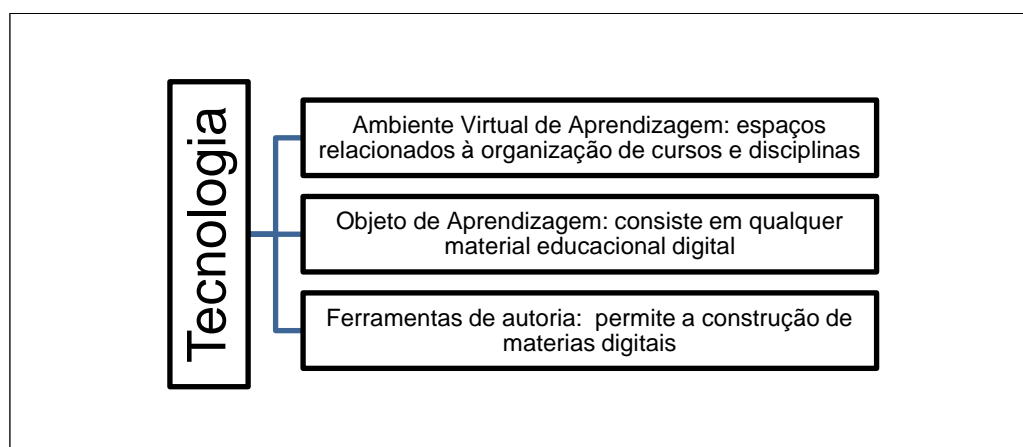 Tecnologia
Ambiente Virtual de Aprendizagem: espaços
relacionados à organização de cursos e disciplinas
Objeto de Aprendizagem: consiste em qualquer
material educacional digital
Ferramentas de autoria:  permite a construção de
materias digitais